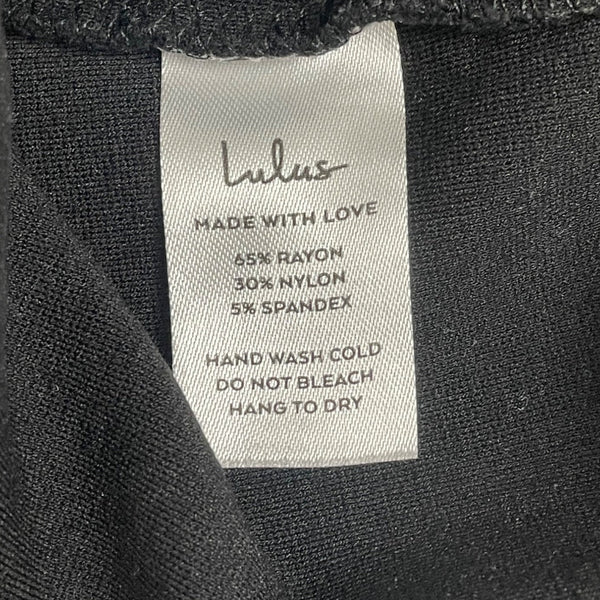 Lulus
MADE WITH LOVE
65% RAYON
30% NYLON
5% SPANDEX
HAND WASH COLD
DO NOT BLEACH
HANG TO DRY